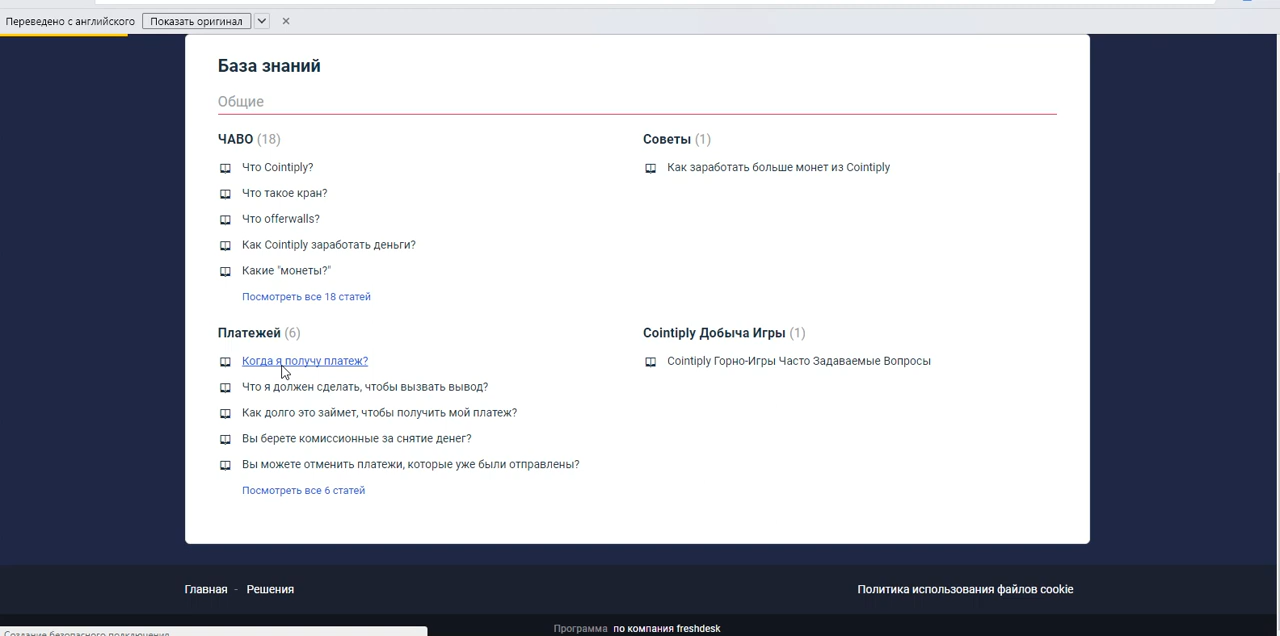 Переведено с английского Показать оригинал
База знаний
Общие
ЧАВО (18)
Что Cointiply?
Что такое кран?
Что offerwalls?
Как Cointiply заработать деньги?
Какие "монеты?"
Посмотреть все 18 статей
Советы (1)
Как заработать больше монет из Cointiply
Платежей (6)
Когда я получу платеж?
Что я должен сделать, чтобы вызвать вывод?
Как долго это займет, чтобы получить мой платеж?
Вы берете комиссионные за снятие денег?
Вы можете отменить платежи, которые уже были отправлены?
Посмотреть все 6 статей
Cointiply Добыча Игры (1)
Cointiply Горно-Игры Часто Задаваемые Вопросы
Главная - Решения
Политика использования файлов cookie
Программа по компания freshdesk
Создание безопасного подключения